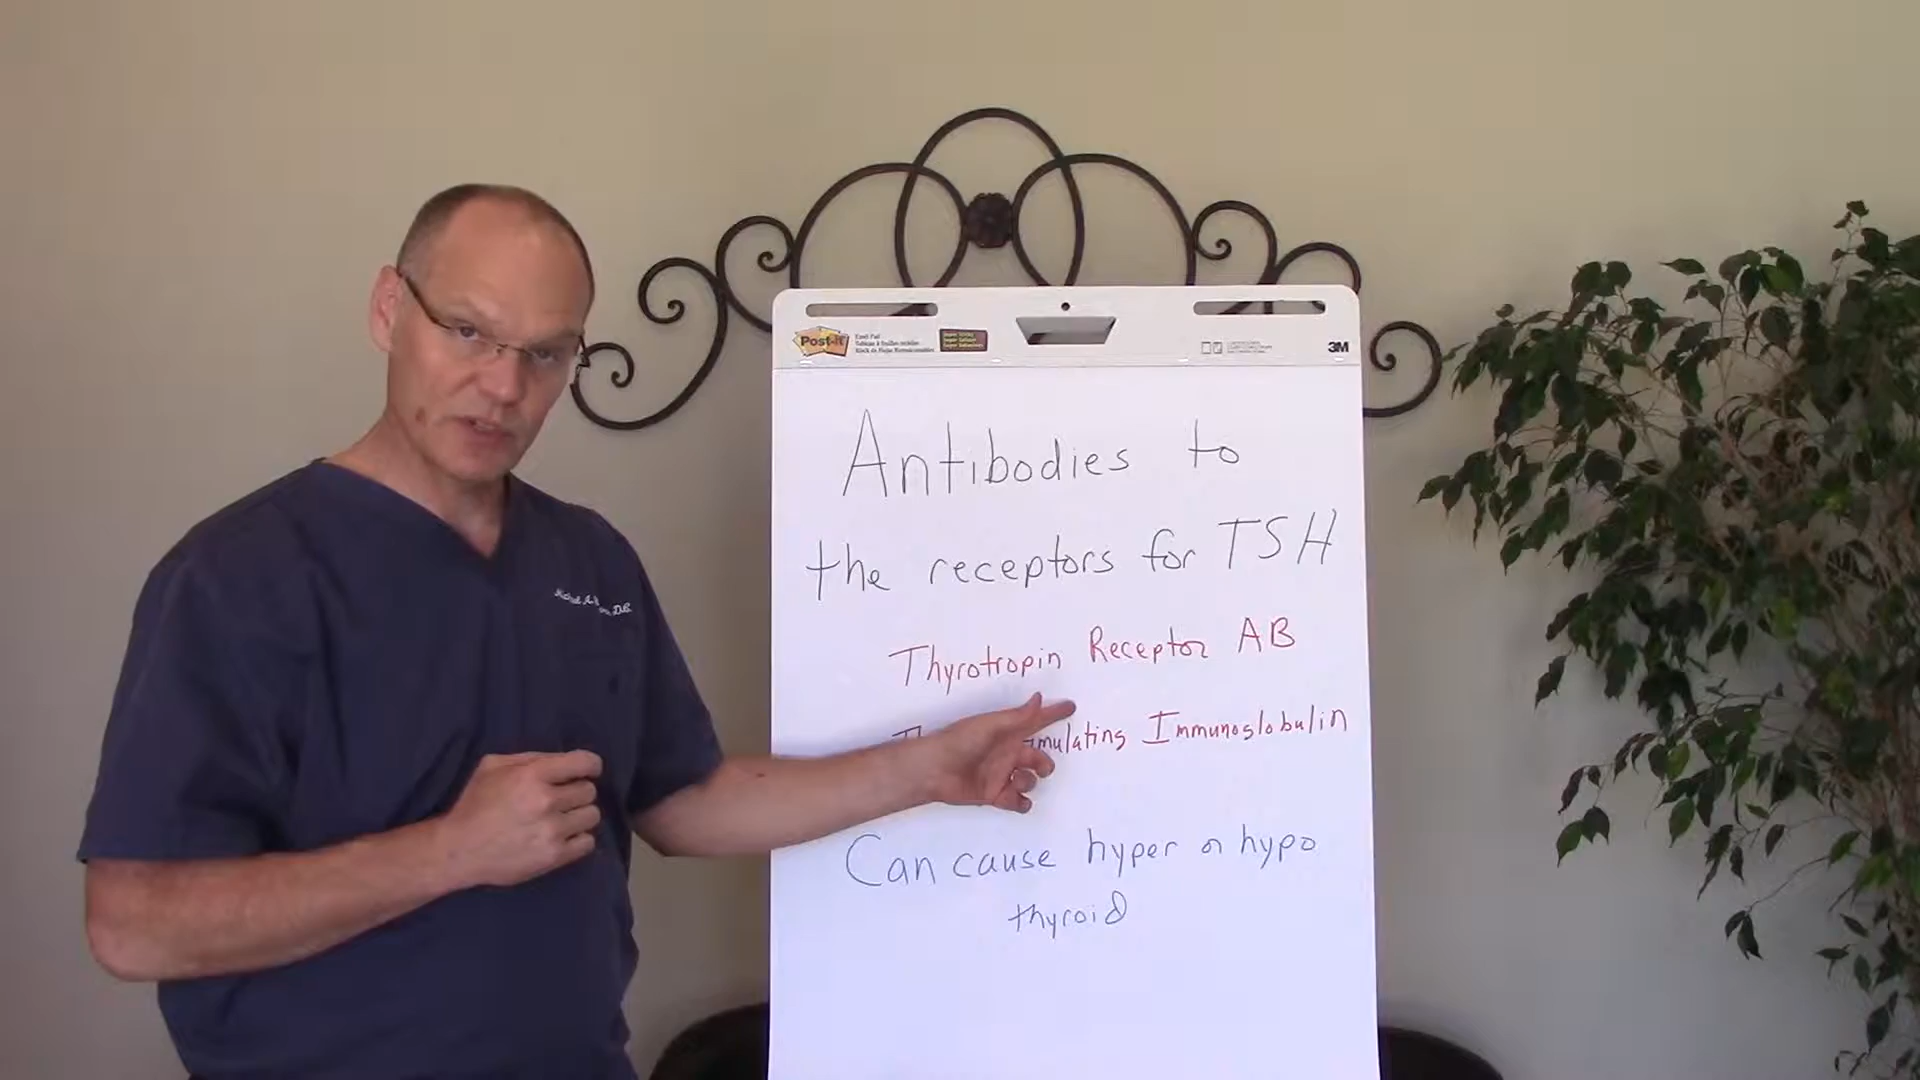 Post-it
3M
Antibodies to
the receptors for TSH
Thyrotropin Receptor AB
mulating Immunoglobulin
Can cause hyper or hypo
thyroid
D.C.